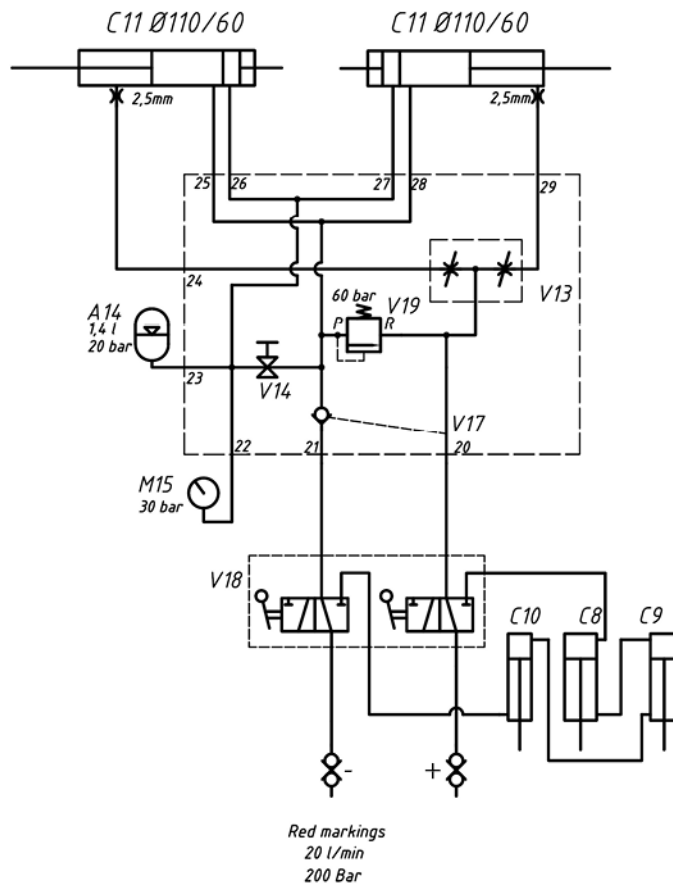 C11 Ø110/60
C11 Ø110/60
2,5mm
2,5mm
25
26
27
28
29
24
V13
60 bar
V19
P
R
A14
1,4 l
20 bar
23
V14
V17
22
21
20
M15
30 bar
V18
C10
C8
C9
-
+
Red markings
20 l/min
200 Bar